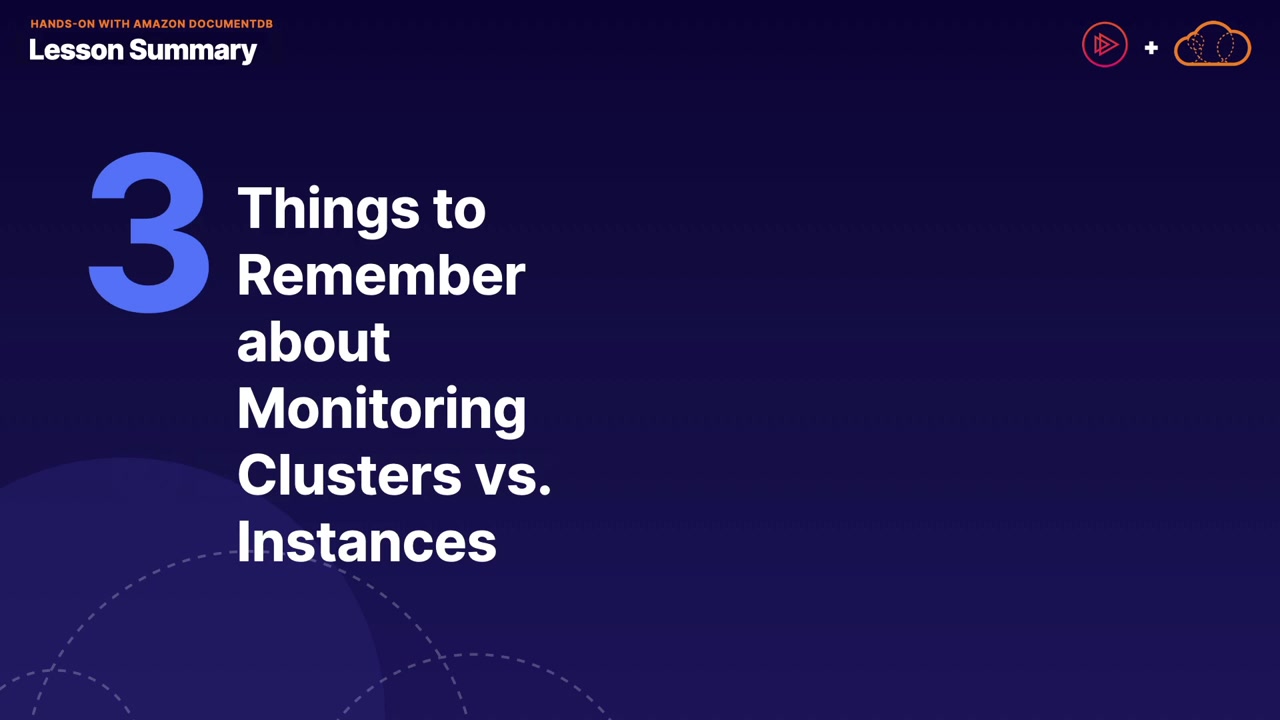 HANDS-ON WITH AMAZON DOCUMENTDB
Lesson Summary
+
3
Things to
Remember
about
Monitoring
Clusters vs.
Instances